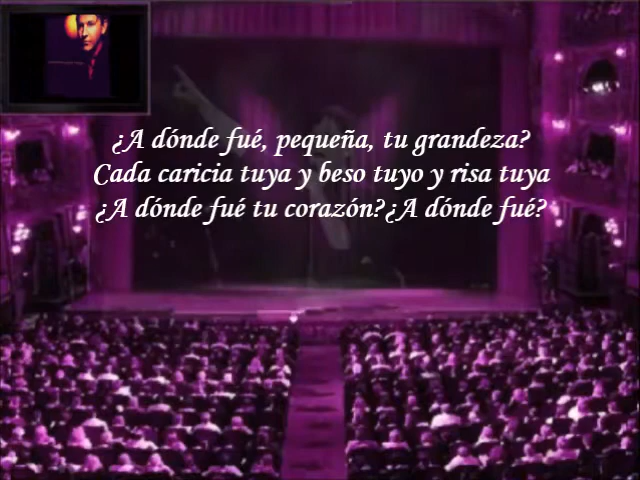 ¿A dónde fué, pequeña, tu grandeza?
Cada caricia tuya y beso tuyo y risa tuya
¿A dónde fué tu corazón?¿A dónde fué?